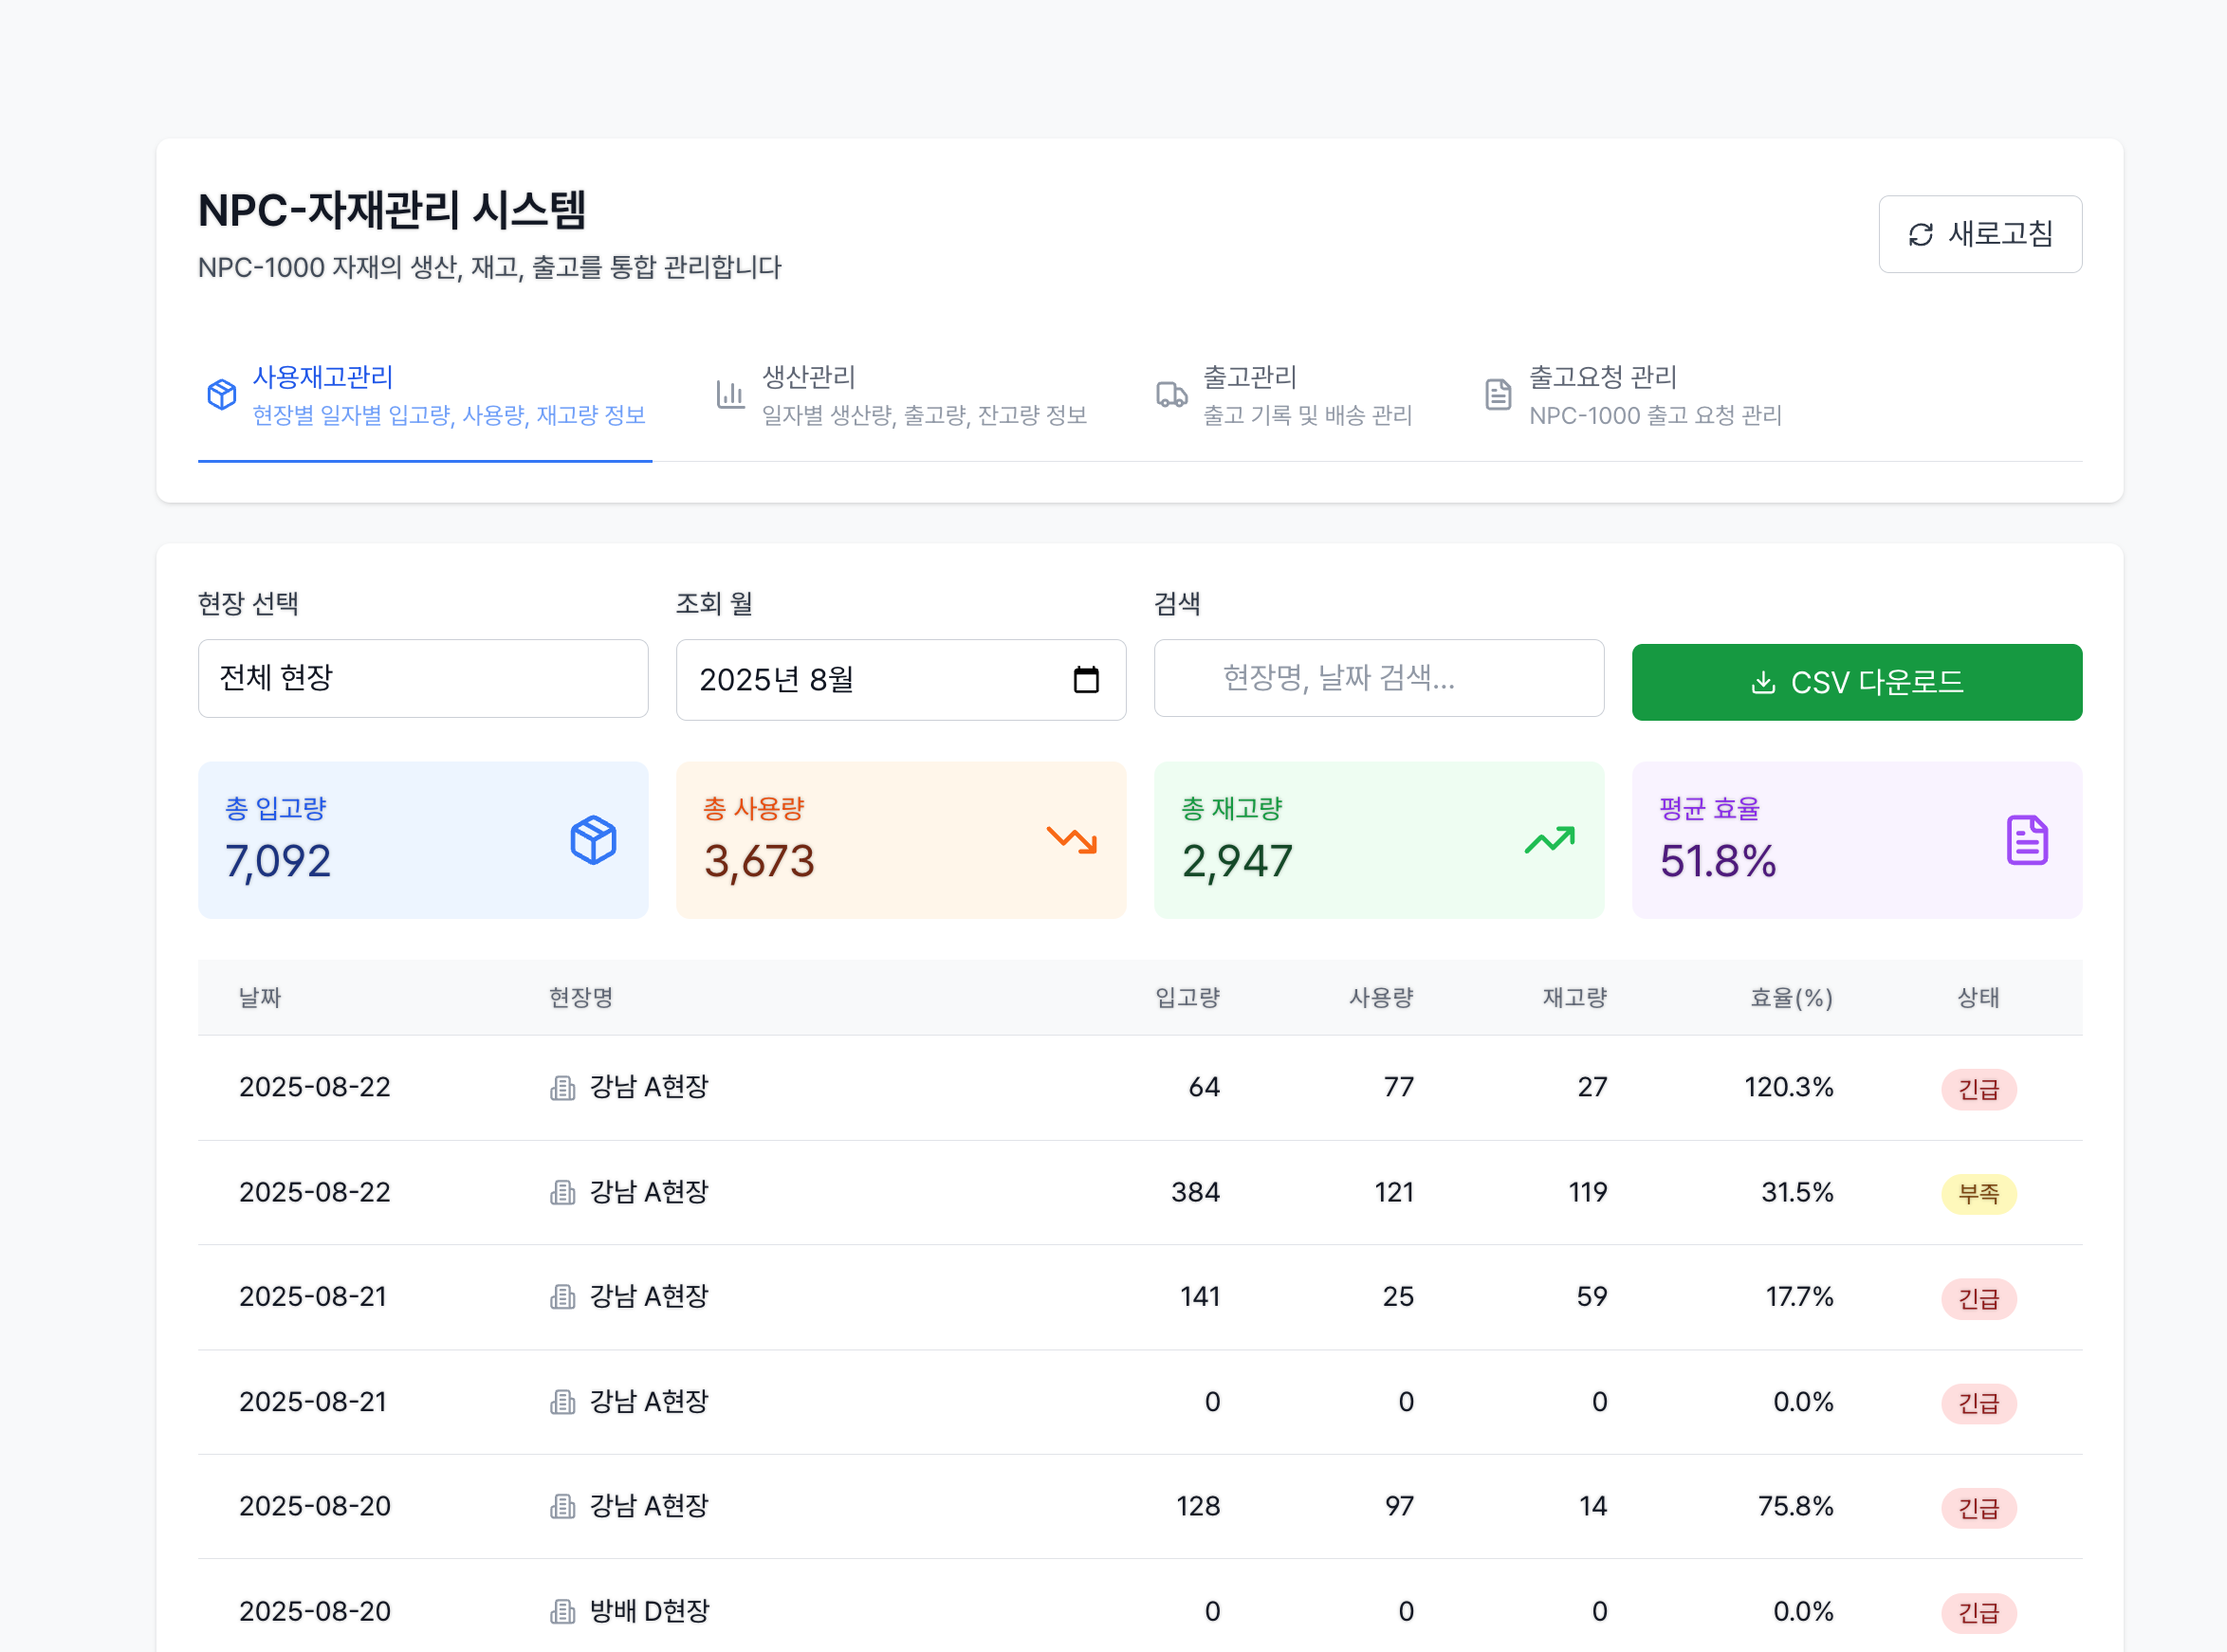 NPC-자재관리 시스템
NPC-1000 자재의 생산, 재고, 출고를 통합 관리합니다
새로고침
사용재고관리
현장별 일자별 입고량, 사용량, 재고량 정보
생산관리
일자별 생산량, 출고량, 잔고량 정보
출고관리
출고 기록 및 배송 관리
출고요청 관리
NPC-1000 출고 요청 관리
현장 선택
전체 현장
조회 월
2025년 8월
검색
현장명, 날짜 검색...
CSV 다운로드
총 입고량
7,092
총 사용량
3,673
총 재고량
2,947
평균 효율
51.8%
날짜 현장명 입고량 사용량 재고량 효율(%) 상태
2025-08-22 강남 A현장 64 77 27 120.3% 긴급
2025-08-22 강남 A현장 384 121 119 31.5% 부족
2025-08-21 강남 A현장 141 25 59 17.7% 긴급
2025-08-21 강남 A현장 0 0 0 0.0% 긴급
2025-08-20 강남 A현장 128 97 14 75.8% 긴급
2025-08-20 방배 D현장 0 0 0 0.0% 긴급